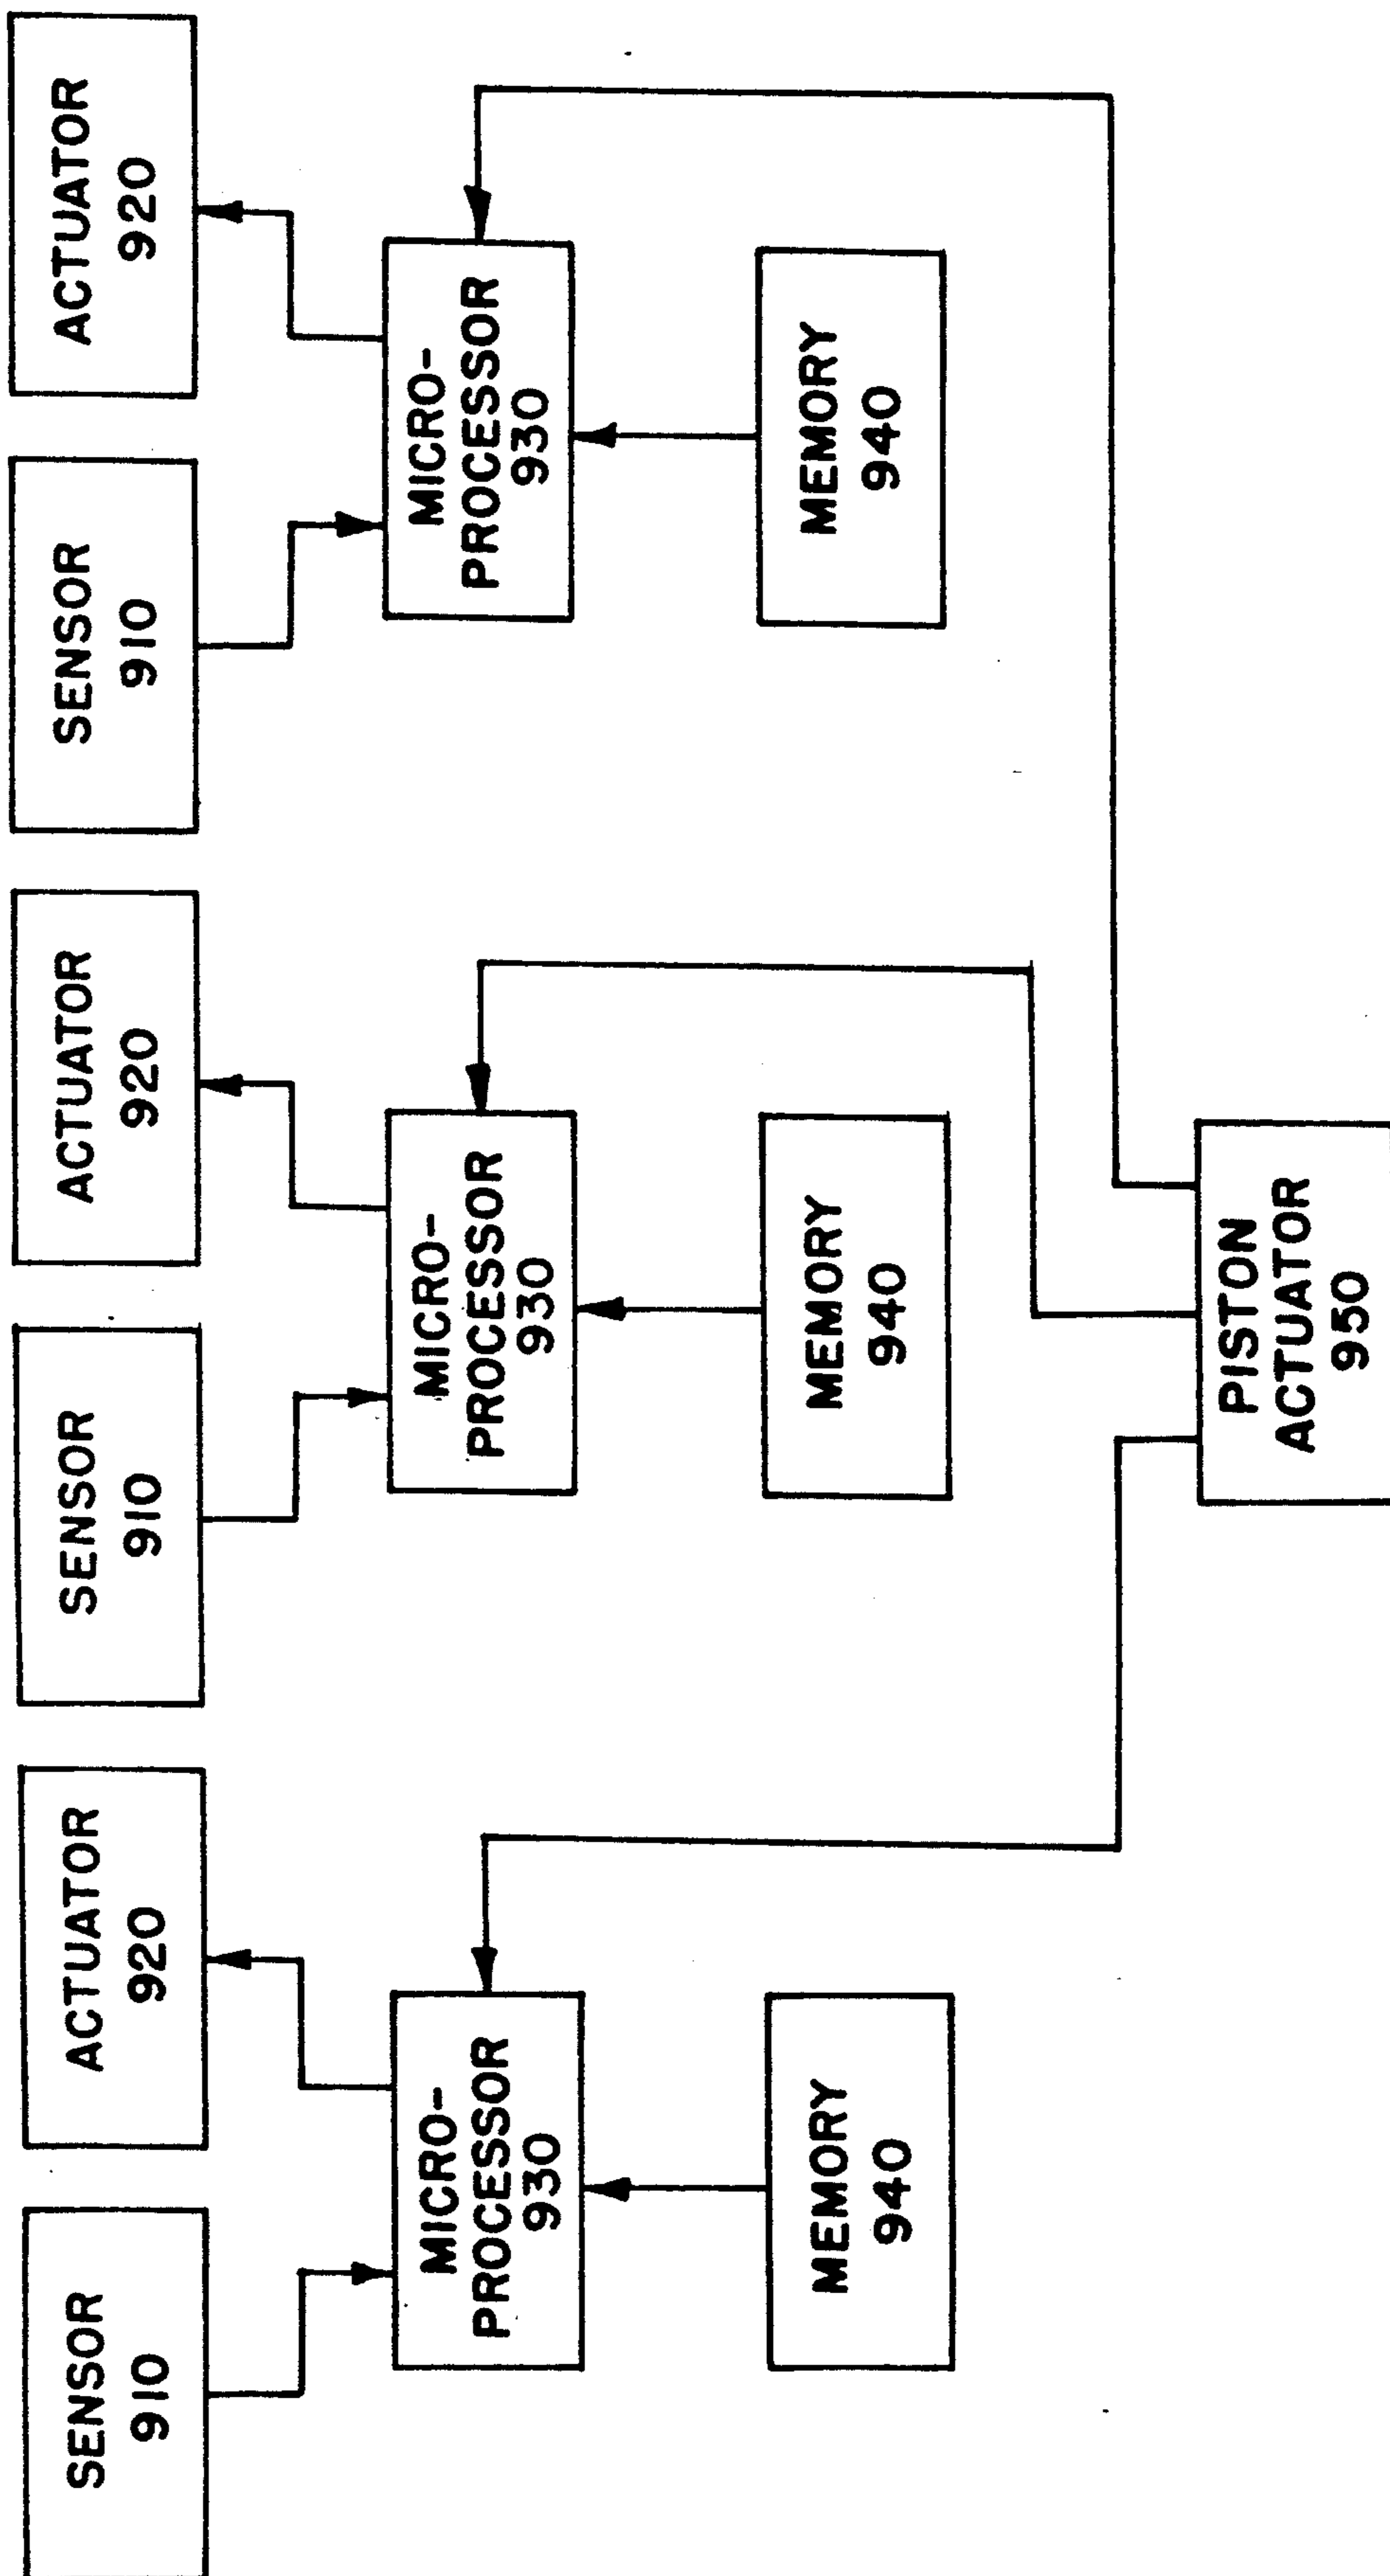 SENSOR
910
ACTUATOR
920
SENSOR
910
ACTUATOR
920
SENSOR
910
ACTUATOR
920
MICRO-
PROCESSOR
930
MICRO-
PROCESSOR
930
MICRO-
PROCESSOR
930
MEMORY
940
MEMORY
940
MEMORY
940
PISTON
ACTUATOR
950